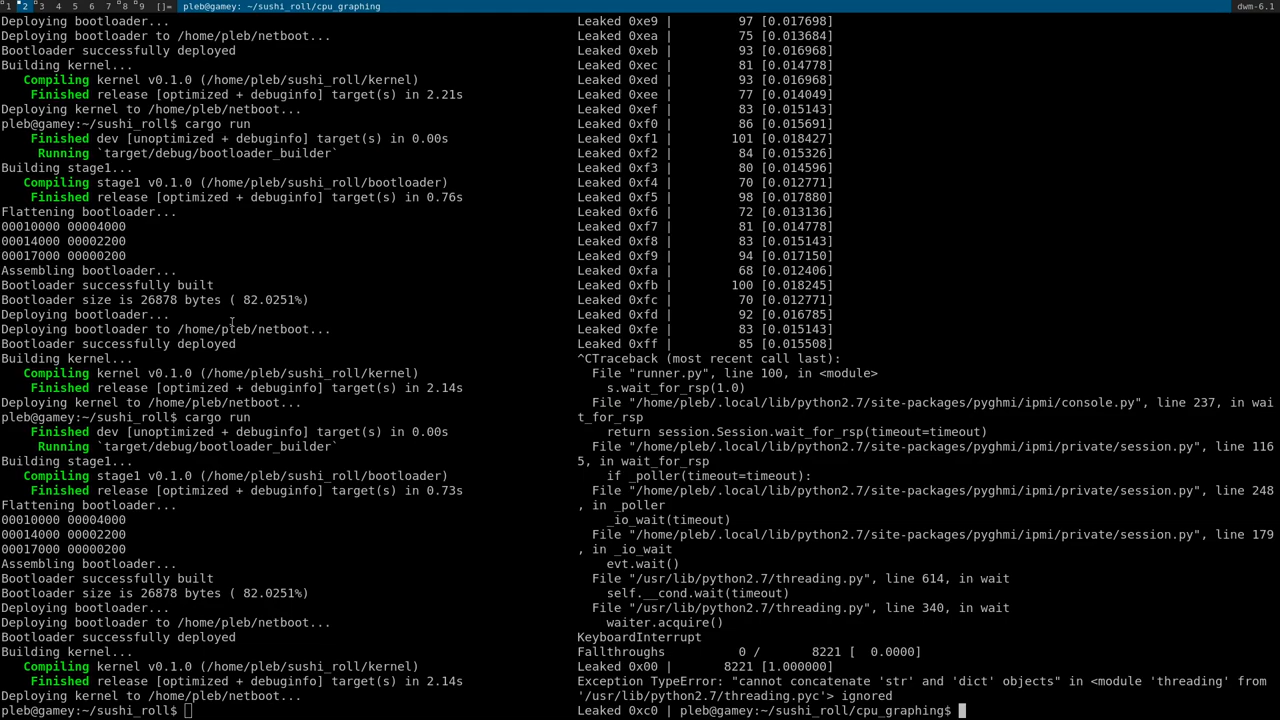 1 2 3 4 5 6 7 8 9 []= pleb@gamey: ~/sushi_roll/cpu_graphing dwm-6.1
Deploying bootloader...
Deploying bootloader to /home/pleb/netboot...
Bootloader successfully deployed
Building kernel...
Compiling kernel v0.1.0 (/home/pleb/sushi_roll/kernel)
Finished release [optimized + debuginfo] target(s) in 2.21s
Deploying kernel to /home/pleb/netboot...
pleb@gamey:~/sushi_roll$ cargo run
Finished dev [unoptimized + debuginfo] target(s) in 0.00s
Running `target/debug/bootloader_builder`
Building stage1...
Compiling stage1 v0.1.0 (/home/pleb/sushi_roll/bootloader)
Finished release [optimized + debuginfo] target(s) in 0.76s
Flattening bootloader...
00010000 00004000
00014000 00002200
00017000 00000200
Assembling bootloader...
Bootloader successfully built
Bootloader size is 26878 bytes ( 82.0251%)
Deploying bootloader...
Deploying bootloader to /home/pleb/netboot...
Bootloader successfully deployed
Building kernel...
Compiling kernel v0.1.0 (/home/pleb/sushi_roll/kernel)
Finished release [optimized + debuginfo] target(s) in 2.14s
Deploying kernel to /home/pleb/netboot...
pleb@gamey:~/sushi_roll$ cargo run
Finished dev [unoptimized + debuginfo] target(s) in 0.00s
Running `target/debug/bootloader_builder`
Building stage1...
Compiling stage1 v0.1.0 (/home/pleb/sushi_roll/bootloader)
Finished release [optimized + debuginfo] target(s) in 0.73s
Flattening bootloader...
00010000 00004000
00014000 00002200
00017000 00000200
Assembling bootloader...
Bootloader successfully built
Bootloader size is 26878 bytes ( 82.0251%)
Deploying bootloader...
Deploying bootloader to /home/pleb/netboot...
Bootloader successfully deployed
Building kernel...
Compiling kernel v0.1.0 (/home/pleb/sushi_roll/kernel)
Finished release [optimized + debuginfo] target(s) in 2.14s
Deploying kernel to /home/pleb/netboot...
pleb@gamey:~/sushi_roll$
Leaked 0xe9 | 97 [0.017698]
Leaked 0xea | 75 [0.013684]
Leaked 0xeb | 93 [0.016968]
Leaked 0xec | 81 [0.014778]
Leaked 0xed | 93 [0.016968]
Leaked 0xee | 77 [0.014049]
Leaked 0xef | 83 [0.015143]
Leaked 0xf0 | 86 [0.015691]
Leaked 0xf1 | 101 [0.018427]
Leaked 0xf2 | 84 [0.015326]
Leaked 0xf3 | 80 [0.014596]
Leaked 0xf4 | 70 [0.012771]
Leaked 0xf5 | 98 [0.017880]
Leaked 0xf6 | 72 [0.013136]
Leaked 0xf7 | 81 [0.014778]
Leaked 0xf8 | 83 [0.015143]
Leaked 0xf9 | 94 [0.017150]
Leaked 0xfa | 68 [0.012406]
Leaked 0xfb | 100 [0.018245]
Leaked 0xfc | 70 [0.012771]
Leaked 0xfd | 92 [0.016785]
Leaked 0xfe | 83 [0.015143]
Leaked 0xff | 85 [0.015508]
^CTraceback (most recent call last):
File "runner.py", line 100, in <module>
s.wait_for_rsp(1.0)
File "/home/pleb/.local/lib/python2.7/site-packages/pyghmi/ipmi/console.py", line 237, in wai
t_for_rsp
return session.Session.wait_for_rsp(timeout=timeout)
File "/home/pleb/.local/lib/python2.7/site-packages/pyghmi/ipmi/private/session.py", line 116
5, in wait_for_rsp
if _poller(timeout=timeout):
File "/home/pleb/.local/lib/python2.7/site-packages/pyghmi/ipmi/private/session.py", line 248
, in _poller
_io_wait(timeout)
File "/home/pleb/.local/lib/python2.7/site-packages/pyghmi/ipmi/private/session.py", line 179
, in _io_wait
evt.wait()
File "/usr/lib/python2.7/threading.py", line 614, in wait
self.__cond.wait(timeout)
File "/usr/lib/python2.7/threading.py", line 340, in wait
waiter.acquire()
KeyboardInterrupt
Fallthroughs 0 / 8221 [ 0.0000]
Leaked 0x00 | 8221 [1.000000]
Exception TypeError: "cannot concatenate 'str' and 'dict' objects" in <module 'threading' from
'/usr/lib/python2.7/threading.pyc'> ignored
Leaked 0xc0 | pleb@gamey:~/sushi_roll/cpu_graphing$